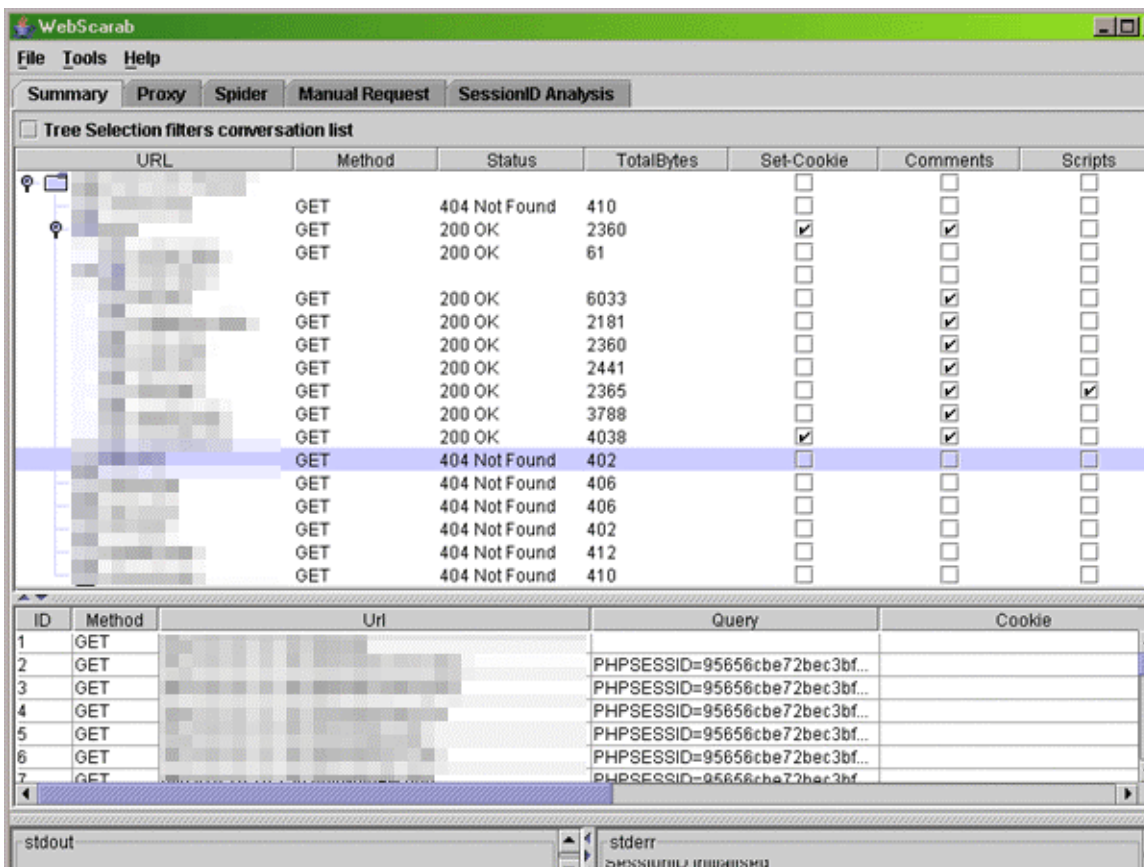 WebScarab
File Tools Help
Summary Proxy Spider Manual Request SessionID Analysis
Tree Selection filters conversation list
URL Method Status TotalBytes Set-Cookie Comments Scripts
GET 404 Not Found 410
GET 200 OK 2360
GET 200 OK 61
GET 200 OK 6033
GET 200 OK 2181
GET 200 OK 2360
GET 200 OK 2441
GET 200 OK 2365
GET 200 OK 3788
GET 200 OK 4038
GET 404 Not Found 402
GET 404 Not Found 406
GET 404 Not Found 406
GET 404 Not Found 402
GET 404 Not Found 412
GET 404 Not Found 410
ID Method Url Query Cookie
1 GET
2 GET PHPSESSID=95656cbe72bec3bf...
3 GET PHPSESSID=95656cbe72bec3bf...
4 GET PHPSESSID=95656cbe72bec3bf...
5 GET PHPSESSID=95656cbe72bec3bf...
6 GET PHPSESSID=95656cbe72bec3bf...
7 GET PHPSESSID=95656cbe72bec3bf...
stdout stderr
SessionID initialised